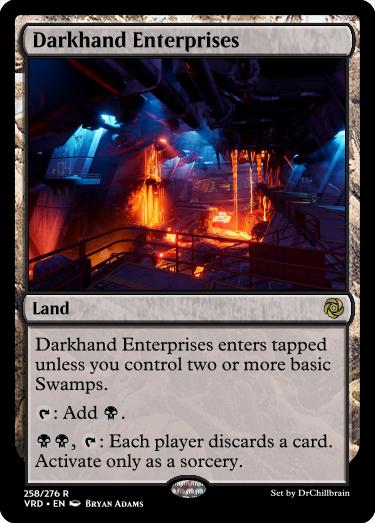 Darkhand Enterprises
Land
Darkhand Enterprises enters tapped
unless you control two or more basic
Swamps.
: Add .
, : Each player discards a card.
Activate only as a sorcery.
258/276 R
VRD • EN Bryan Adams
Set by DrChillbrain